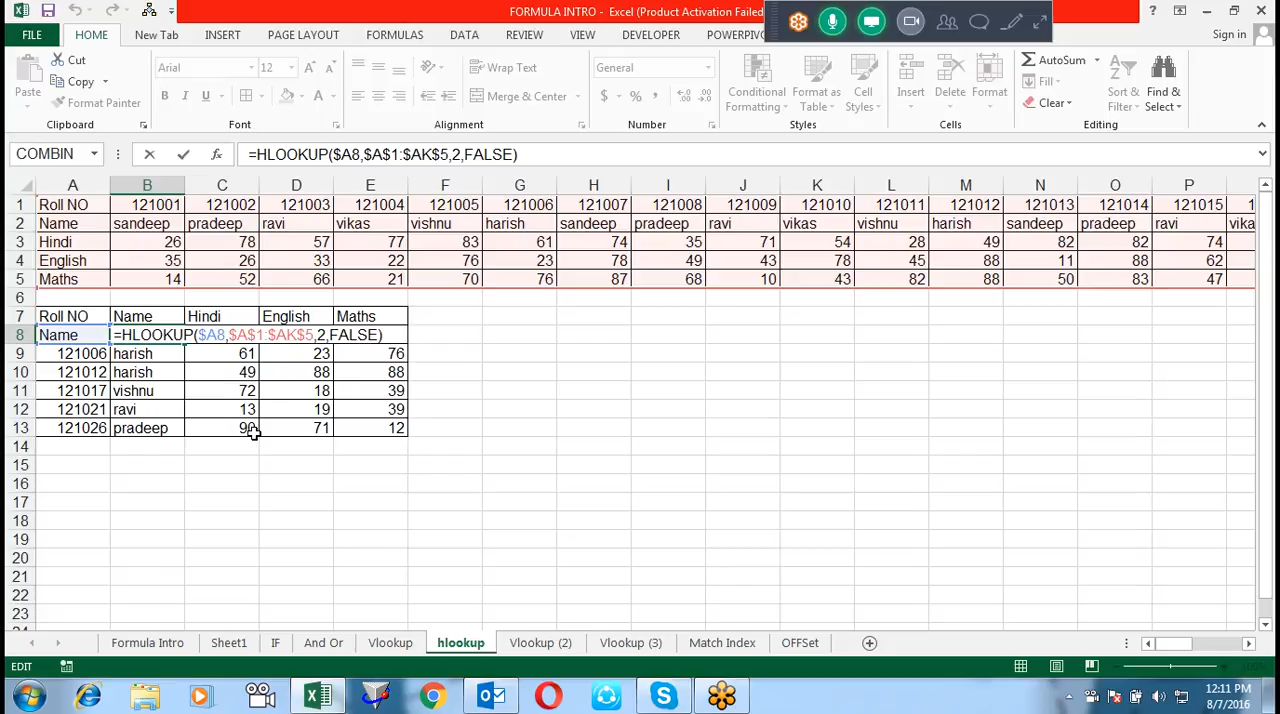 FORMULA INTRO - Excel (Product Activation Failed
?
Sign in
FILE HOME New Tab INSERT PAGE LAYOUT FORMULAS DATA REVIEW VIEW DEVELOPER POWERPIV
Paste Cut Copy Format Painter
Clipboard
Arial 12
B I U A
Font
Wrap Text
Merge & Center
Alignment
General
$ % ,
Number
Conditional Formatting Format as Table Cell Styles
Styles
Insert Delete Format
Cells
AutoSum Fill Clear Sort & Filter Find & Select
Editing
COMBIN fx =HLOOKUP($A8,$A$1:$AK$5,2,FALSE)
A B C D E F G H I J K L M N O P
1 Roll NO 121001 121002 121003 121004 121005 121006 121007 121008 121009 121010 121011 121012 121013 121014 121015 1
2 Name sandeep pradeep ravi vikas vishnu harish sandeep pradeep ravi vikas vishnu harish sandeep pradeep ravi vika
3 Hindi 26 78 57 77 83 61 74 35 71 54 28 49 82 82 74
4 English 35 26 33 22 76 23 78 49 43 78 45 88 11 88 62
5 Maths 14 52 66 21 70 76 87 68 10 43 82 88 50 83 47
6
7 Roll NO Name Hindi English Maths
8 Name =HLOOKUP($A8,$A$1:$AK$5,2,FALSE)
9 121006 harish 61 23 76
10 121012 harish 49 88 88
11 121017 vishnu 72 18 39
12 121021 ravi 13 19 39
13 121026 pradeep 90 71 12
14
15
16
17
18
19
20
21
22
23
Formula Intro Sheet1 IF And Or Vlookup hlookup Vlookup (2) Vlookup (3) Match Index OFFSet
EDIT 100%
12:11 PM
8/7/2016